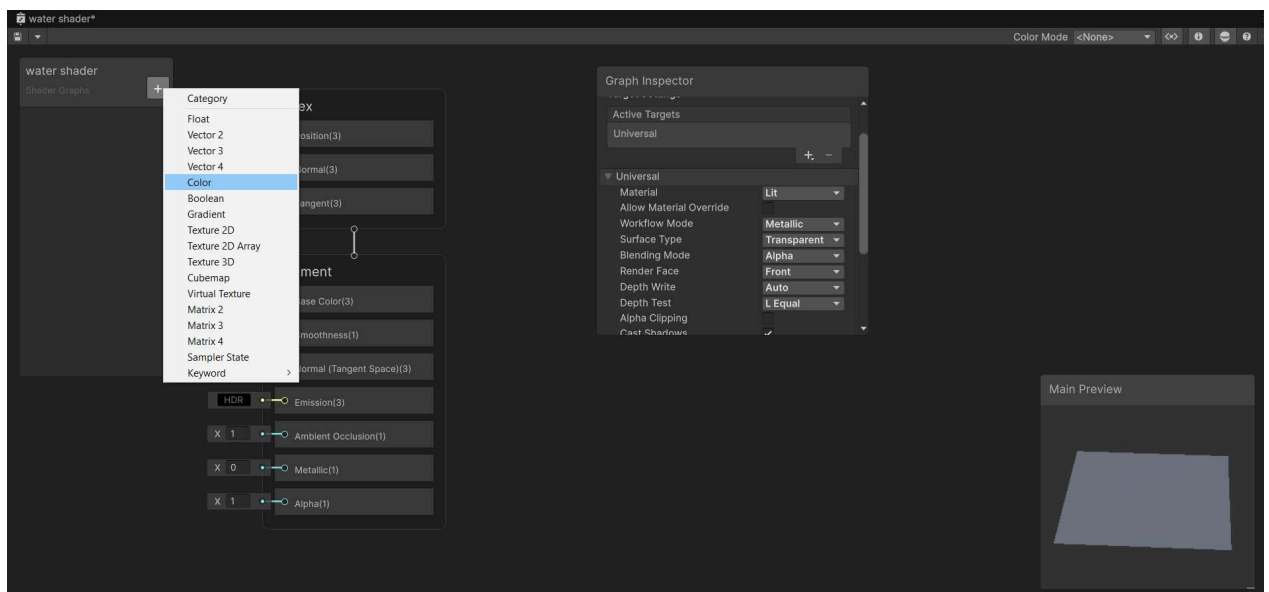 water shader*
Color Mode <None>
water shader
Shader Graphs
+
Category
Float
Vector 2
Vector 3
Vector 4
Color
Boolean
Gradient
Texture 2D
Texture 2D Array
Texture 3D
Cubemap
Virtual Texture
Matrix 2
Matrix 3
Matrix 4
Sampler State
Keyword >
ex
osition(3)
ormal(3)
angent(3)
ment
ase Color(3)
moothness(1)
Normal (Tangent Space)(3)
HDR Emission(3)
X 1 Ambient Occlusion(1)
X 0 Metallic(1)
X 1 Alpha(1)
Graph Inspector
Active Targets
Universal
+ -
Universal
Material Lit
Allow Material Override
Workflow Mode Metallic
Surface Type Transparent
Blending Mode Alpha
Render Face Front
Depth Write Auto
Depth Test L Equal
Alpha Clipping
Cast Shadows
Main Preview